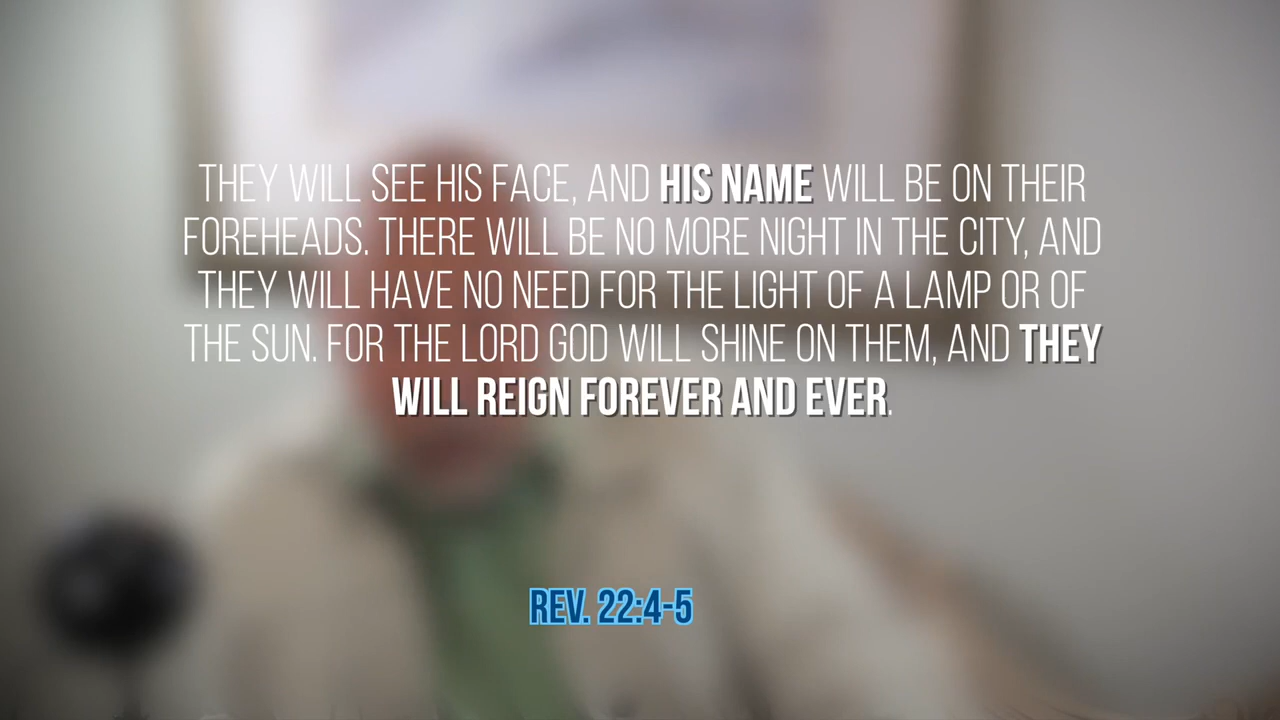 THEY WILL SEE HIS FACE, AND HIS NAME WILL BE ON THEIR
FOREHEADS. THERE WILL BE NO MORE NIGHT IN THE CITY, AND
THEY WILL HAVE NO NEED FOR THE LIGHT OF A LAMP OR OF
THE SUN. FOR THE LORD GOD WILL SHINE ON THEM, AND THEY
WILL REIGN FOREVER AND EVER.
REV. 22:4-5